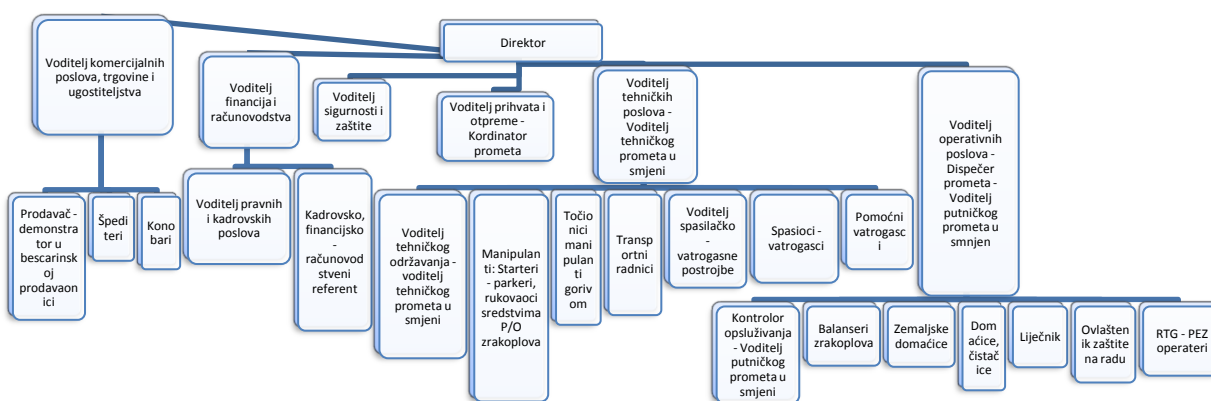 Direktor
Voditelj komercijalnih
poslova, trgovine i
ugostiteljstva
Voditelj
financija i
računovodstva
Voditelj
sigurnosti i
zaštite
Voditelj prihvata i
otpreme -
Kordinator
prometa
Voditelj
tehničkih
poslova -
Voditelj
tehničkog
prometa u
smjeni
Voditelj
operativnih
poslova -
Dispečer
prometa -
Voditelj
putničkog
prometa u
smnjen
Prodavač -
demonstra
tor u
bescarinsk
oj
prodavaon
ici
Špedi
teri
Kono
bari
Voditelj pravnih
i kadrovskih
poslova
Kadrovsko,
financijsko
-
računovod
stveni
referent
Voditelj
tehničkog
održavanja -
voditelj
tehničkog
prometa u
smjeni
Manipulan
ti: Starteri
- parkeri,
rukovaoci
sredstvima
P/O
zrakoplova
Točio
nici
mani
pulan
ti
goriv
om
Transp
ortni
radnici
Voditelj
spasilačko
- vatrogasne
postrojbe
Spasioci -
vatrogasci
Pomoćni
vatrogasc
i
Kontrolor
opsluživanja
- Voditelj
putničkog
prometa u
smjeni
Balanseri
zrakoplova
Zemaljske
domaćice
Dom
aćice,
čistač
ice
Liječnik
Ovlašten
ik zaštite
na radu
RTG - PEZ
operateri